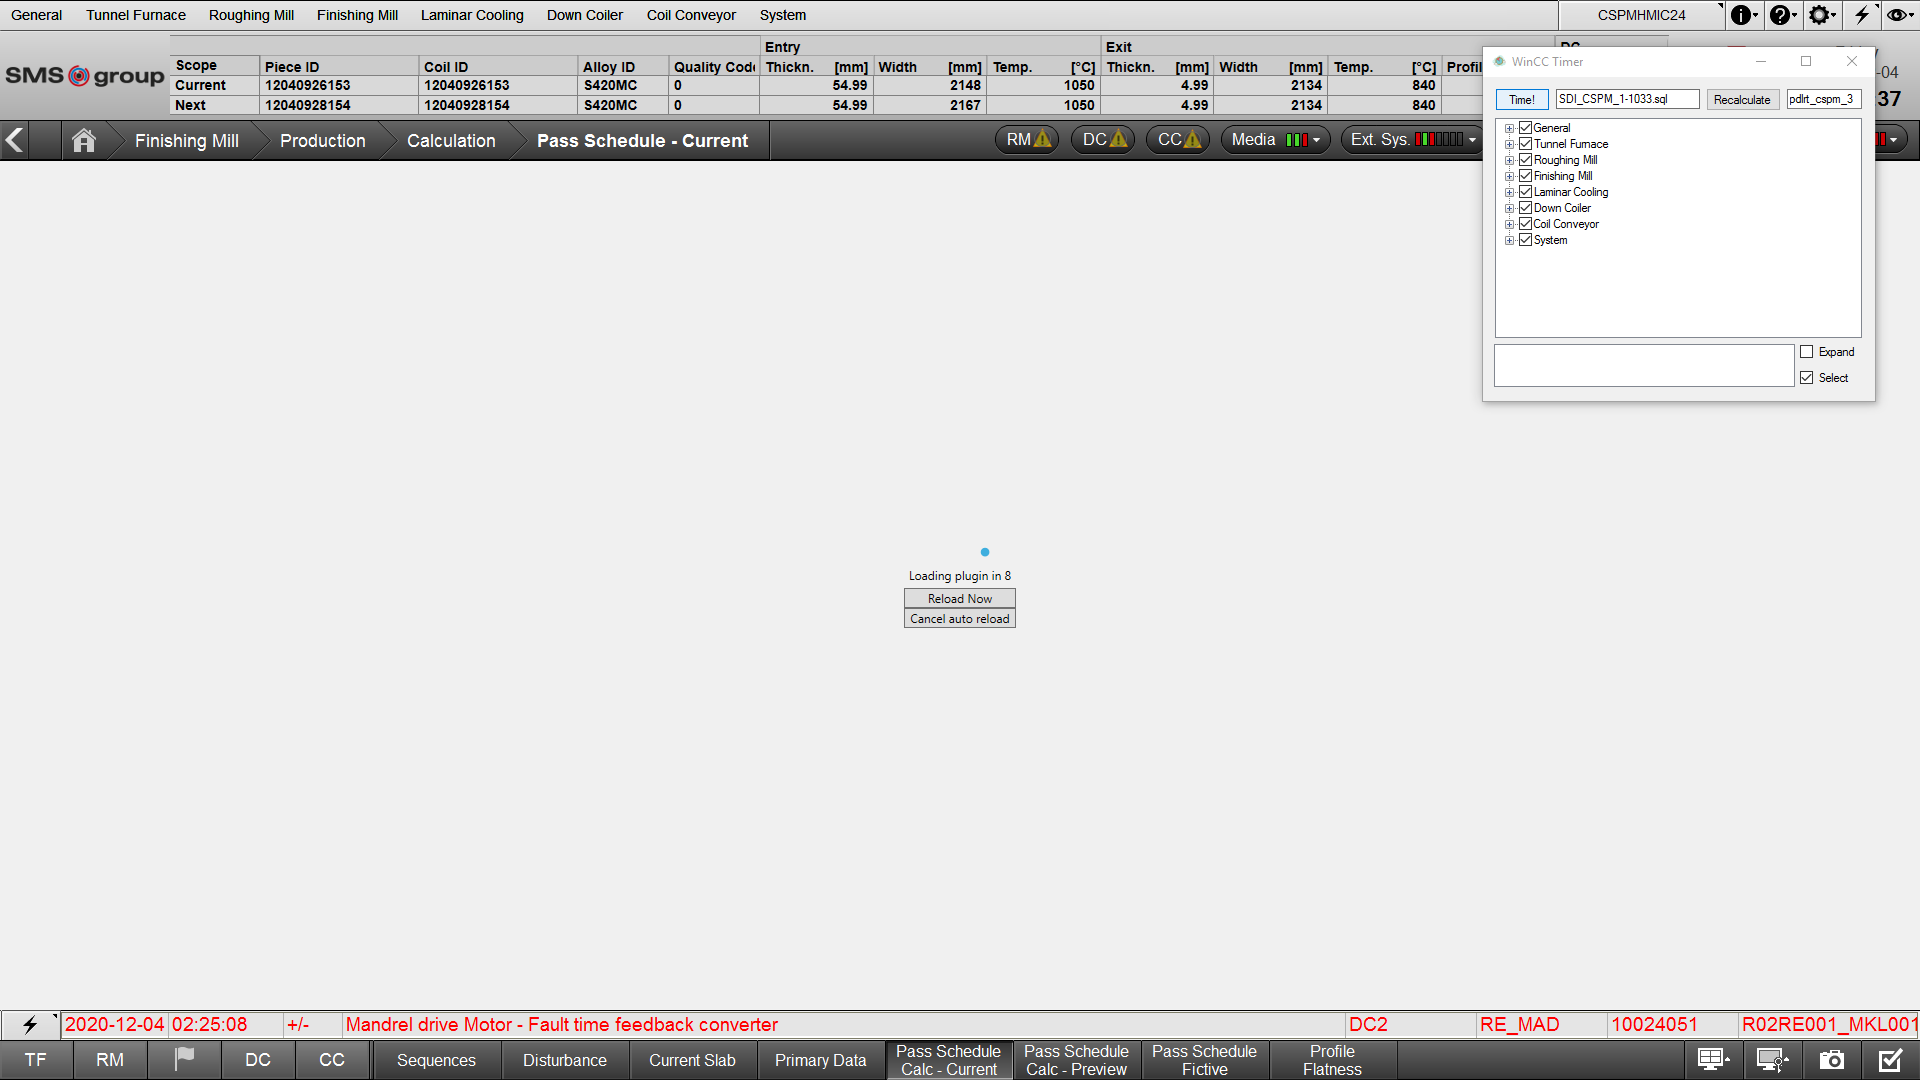 General Tunnel Furnace Roughing Mill Finishing Mill Laminar Cooling Down Coiler Coil Conveyor System CSPMHMIC24
SMS group
Entry Exit
Scope Piece ID Coil ID Alloy ID Quality Thickn. [mm] Width [mm] Temp. [°C] Thickn. [mm] Width [mm] Temp. [°C]
Current 12040926153 12040926153 S420MC 0 54.99 2148 1050 4.99 2134 840
Next 12040928154 12040928154 S420MC 0 54.99 2167 1050 4.99 2134 840
-04
37
Finishing Mill Production Calculation Pass Schedule - Current RM DC CC Media Ext. Sys.
WinCC Timer
Time! SDI_CSPM_1-1033.sql Recalculate pdlrt_cspm_3
General
Tunnel Furnace
Roughing Mill
Finishing Mill
Laminar Cooling
Down Coiler
Coil Conveyor
System
Expand
Select
Loading plugin in 8
Reload Now
Cancel auto reload
2020-12-04 02:25:08 +/- Mandrel drive Motor - Fault time feedback converter DC2 RE_MAD 10024051 R02RE001_MKL001
TF RM DC CC Sequences Disturbance Current Slab Primary Data
Pass Schedule
Calc - Current
Pass Schedule
Calc - Preview
Pass Schedule
Fictive
Profile
Flatness